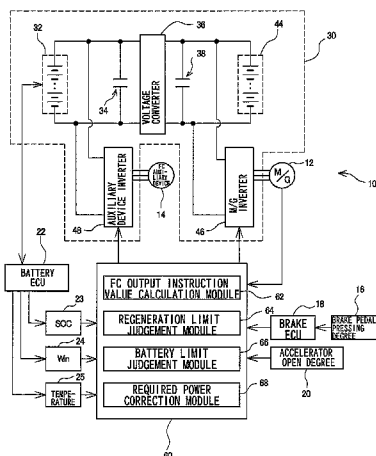 36
32
38
44
30
VOLTAGE
CONVERTER
34
12
M/G
10
FC
AUXI-
LIARY
DEVICE
14
AUXILIARY
DEVICE INVERTER
48
M/G
INVERTER
46
22
BATTERY
ECU
FC OUTPUT INSTRUCTION
VALUE CALCULATION MODULE
62
23
SOC
64
REGENERATION LIMIT
JUDGEMENT MODULE
18
BRAKE
ECU
16
BRAKE PEDAL
PRESSING
DEGREE
24
Win
66
BATTERY LIMIT
JUDGEMENT MODULE
ACCELERATOR
OPEN DEGREE
20
25
TEMPE-
RATURE
68
REQUIRED POWER
CORRECTION MODULE
60